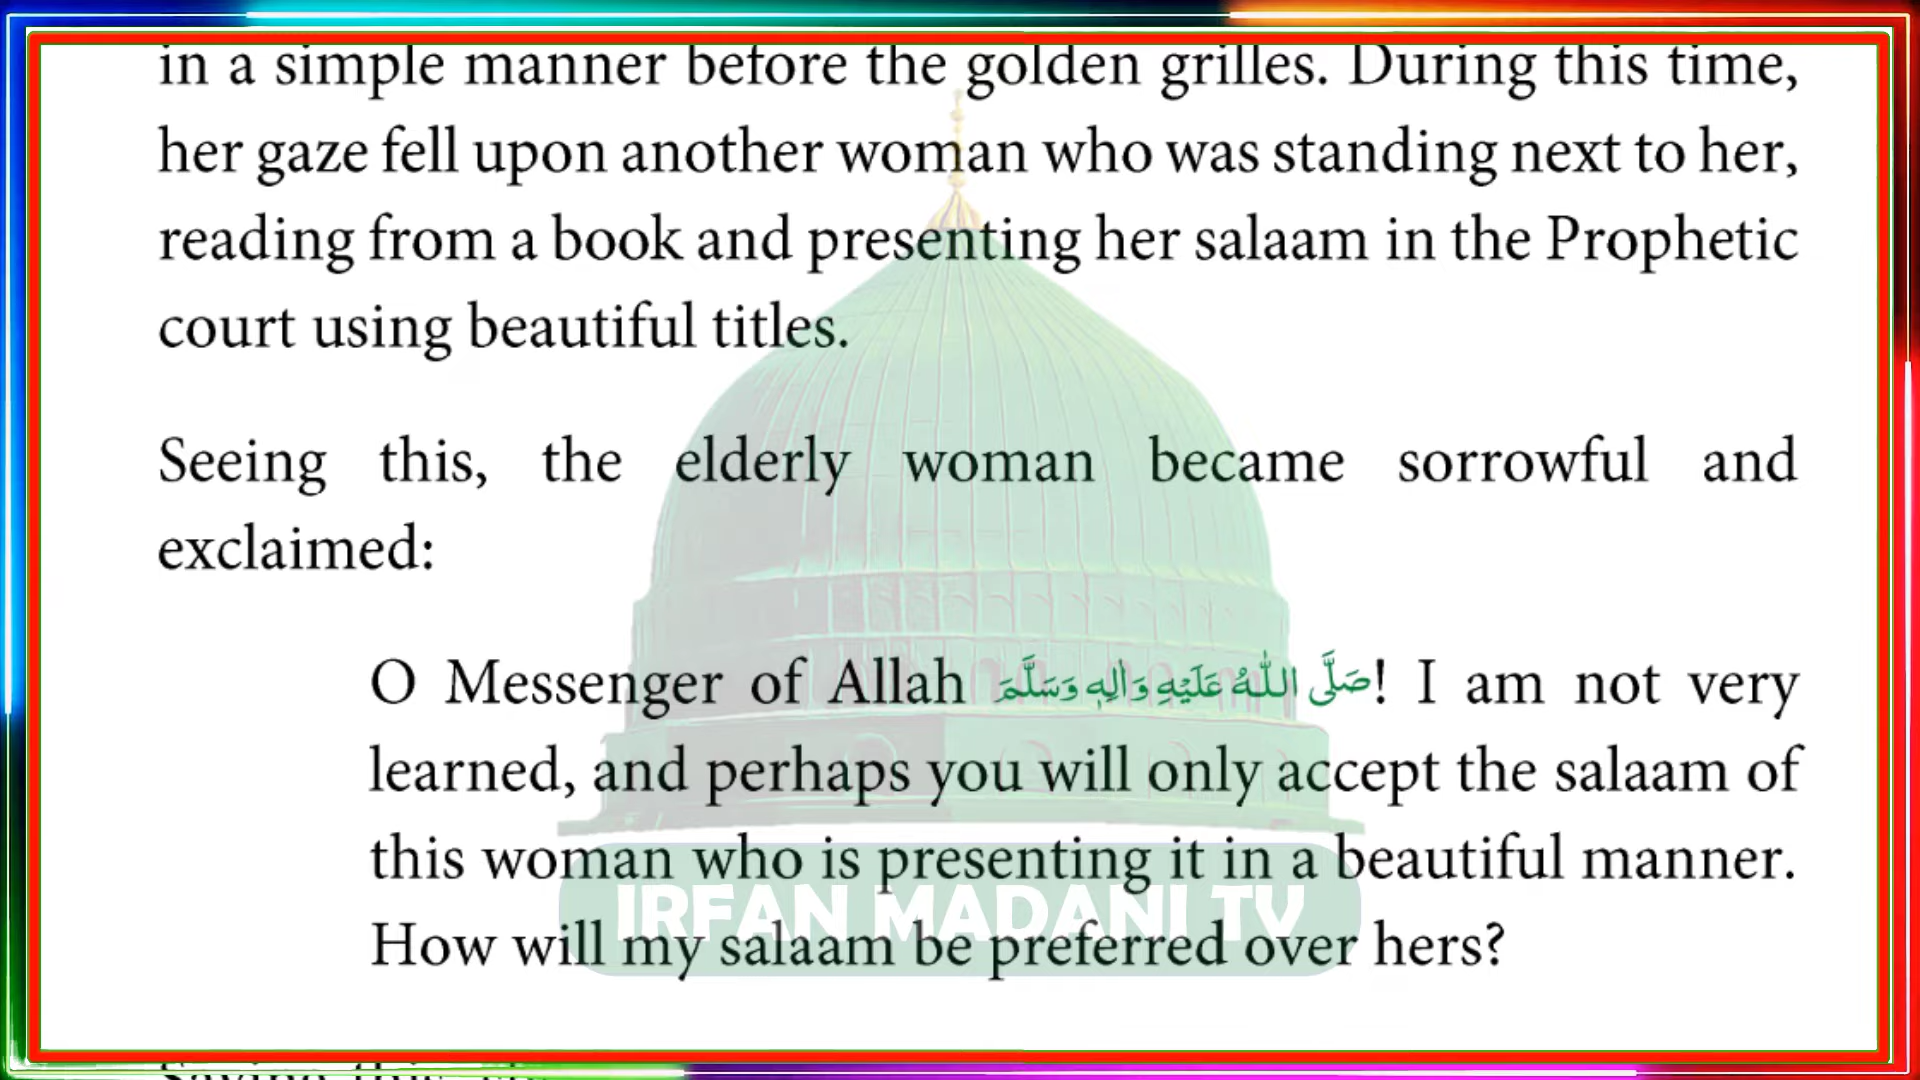 in a simple manner before the golden grilles. During this time,
her gaze fell upon another woman who was standing next to her,
reading from a book and presenting her salaam in the Prophetic
court using beautiful titles.
Seeing this, the elderly woman became sorrowful and
exclaimed:
O Messenger of Allah صَلَّى اللّٰهُ عَلَيْهِ وَاٰلِهٖ وَسَلَّمَ! I am not very
learned, and perhaps you will only accept the salaam of
this woman who is presenting it in a beautiful manner.
How will my salaam be preferred over hers?
IRFAN MADANI TV